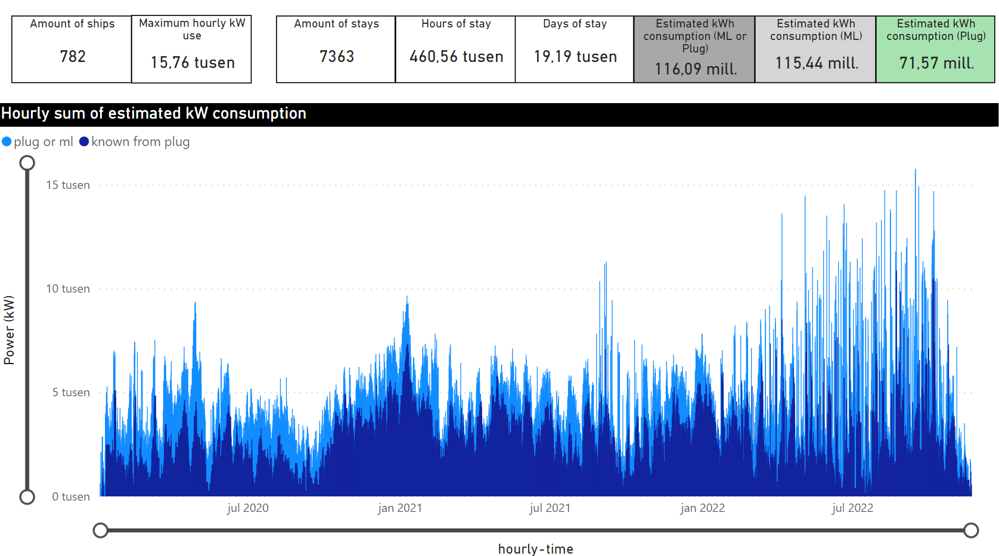 Amount of ships
782
Maximum hourly kW
use
15,76 tusen
Amount of stays
7363
Hours of stay
460,56 tusen
Days of stay
19,19 tusen
Estimated kWh
consumption (ML or
Plug)
116,09 mill.
Estimated kWh
consumption (ML)
115,44 mill.
Estimated kWh
consumption (Plug)
71,57 mill.
Hourly sum of estimated kW consumption
plug or ml
known from plug
Power (kW)
15 tusen
10 tusen
5 tusen
0 tusen
jul 2020
jan 2021
jul 2021
jan 2022
jul 2022
hourly-time